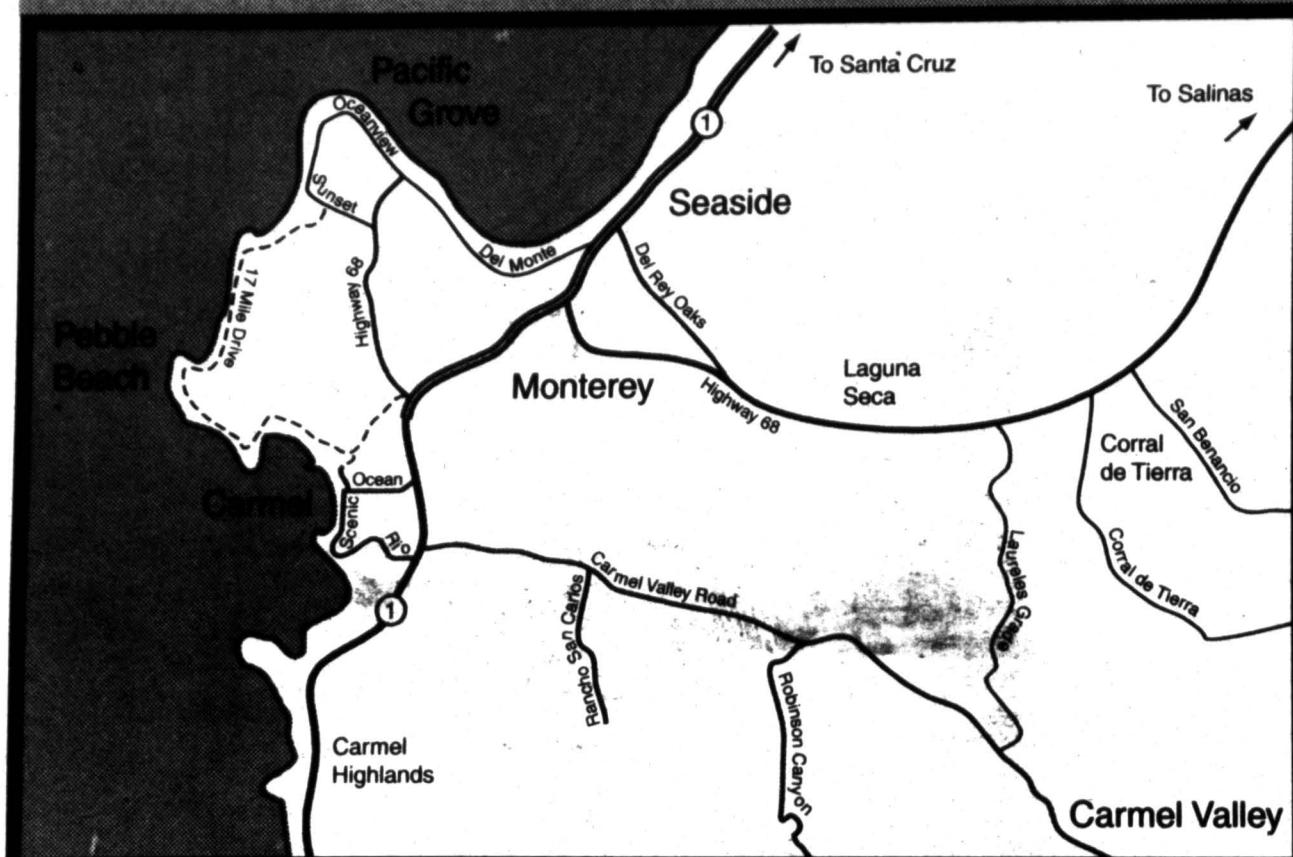 Pacific
Grove
To Santa Cruz
To Salinas
Oceanview
1
Sunset
Seaside
Del Monte
Del Rey Oaks
17 Mile Drive
Highway 68
Pebble
Beach
Monterey
Highway 68
Laguna
Seca
San Benancio
Corral
de Tierra
Ocean
Carmel
Scenic
Rio
Carmel Valley Road
Laureles Grade
Corral de Tierra
1
Rancho San Carlos
Robinson Canyon
Carmel
Highlands
Carmel Valley